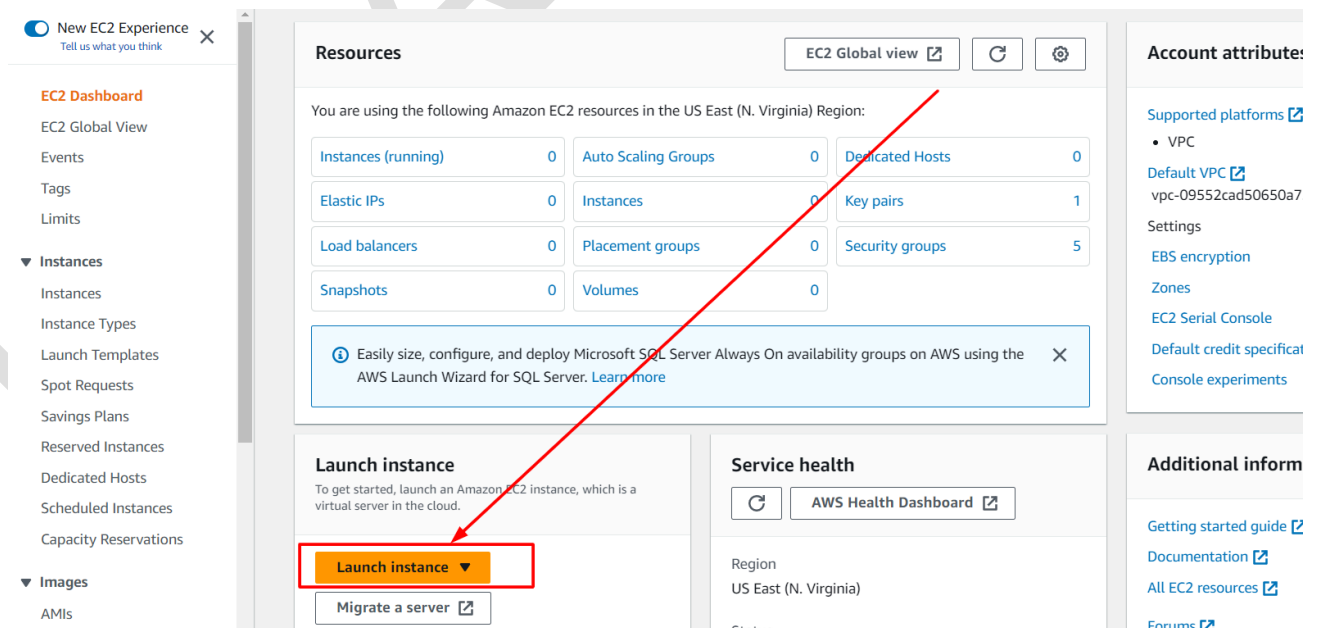 New EC2 Experience
Tell us what you think
EC2 Dashboard
EC2 Global View
Events
Tags
Limits
Instances
Instances
Instance Types
Launch Templates
Spot Requests
Savings Plans
Reserved Instances
Dedicated Hosts
Scheduled Instances
Capacity Reservations
Images
AMIs
Resources
EC2 Global view
You are using the following Amazon EC2 resources in the US East (N. Virginia) Region:
Instances (running) 0 Auto Scaling Groups 0 Dedicated Hosts 0
Elastic IPs 0 Instances 0 Key pairs 1
Load balancers 0 Placement groups 0 Security groups 5
Snapshots 0 Volumes 0
Easily size, configure, and deploy Microsoft SQL Server Always On availability groups on AWS using the
AWS Launch Wizard for SQL Server. Learn more
Launch instance
To get started, launch an Amazon EC2 instance, which is a
virtual server in the cloud.
Launch instance
Migrate a server
Service health
AWS Health Dashboard
Region
US East (N. Virginia)
Account attributes
Supported platforms
• VPC
Default VPC
vpc-09552cad50650a7
Settings
EBS encryption
Zones
EC2 Serial Console
Default credit specificat
Console experiments
Additional inform
Getting started guide
Documentation
All EC2 resources
Forums